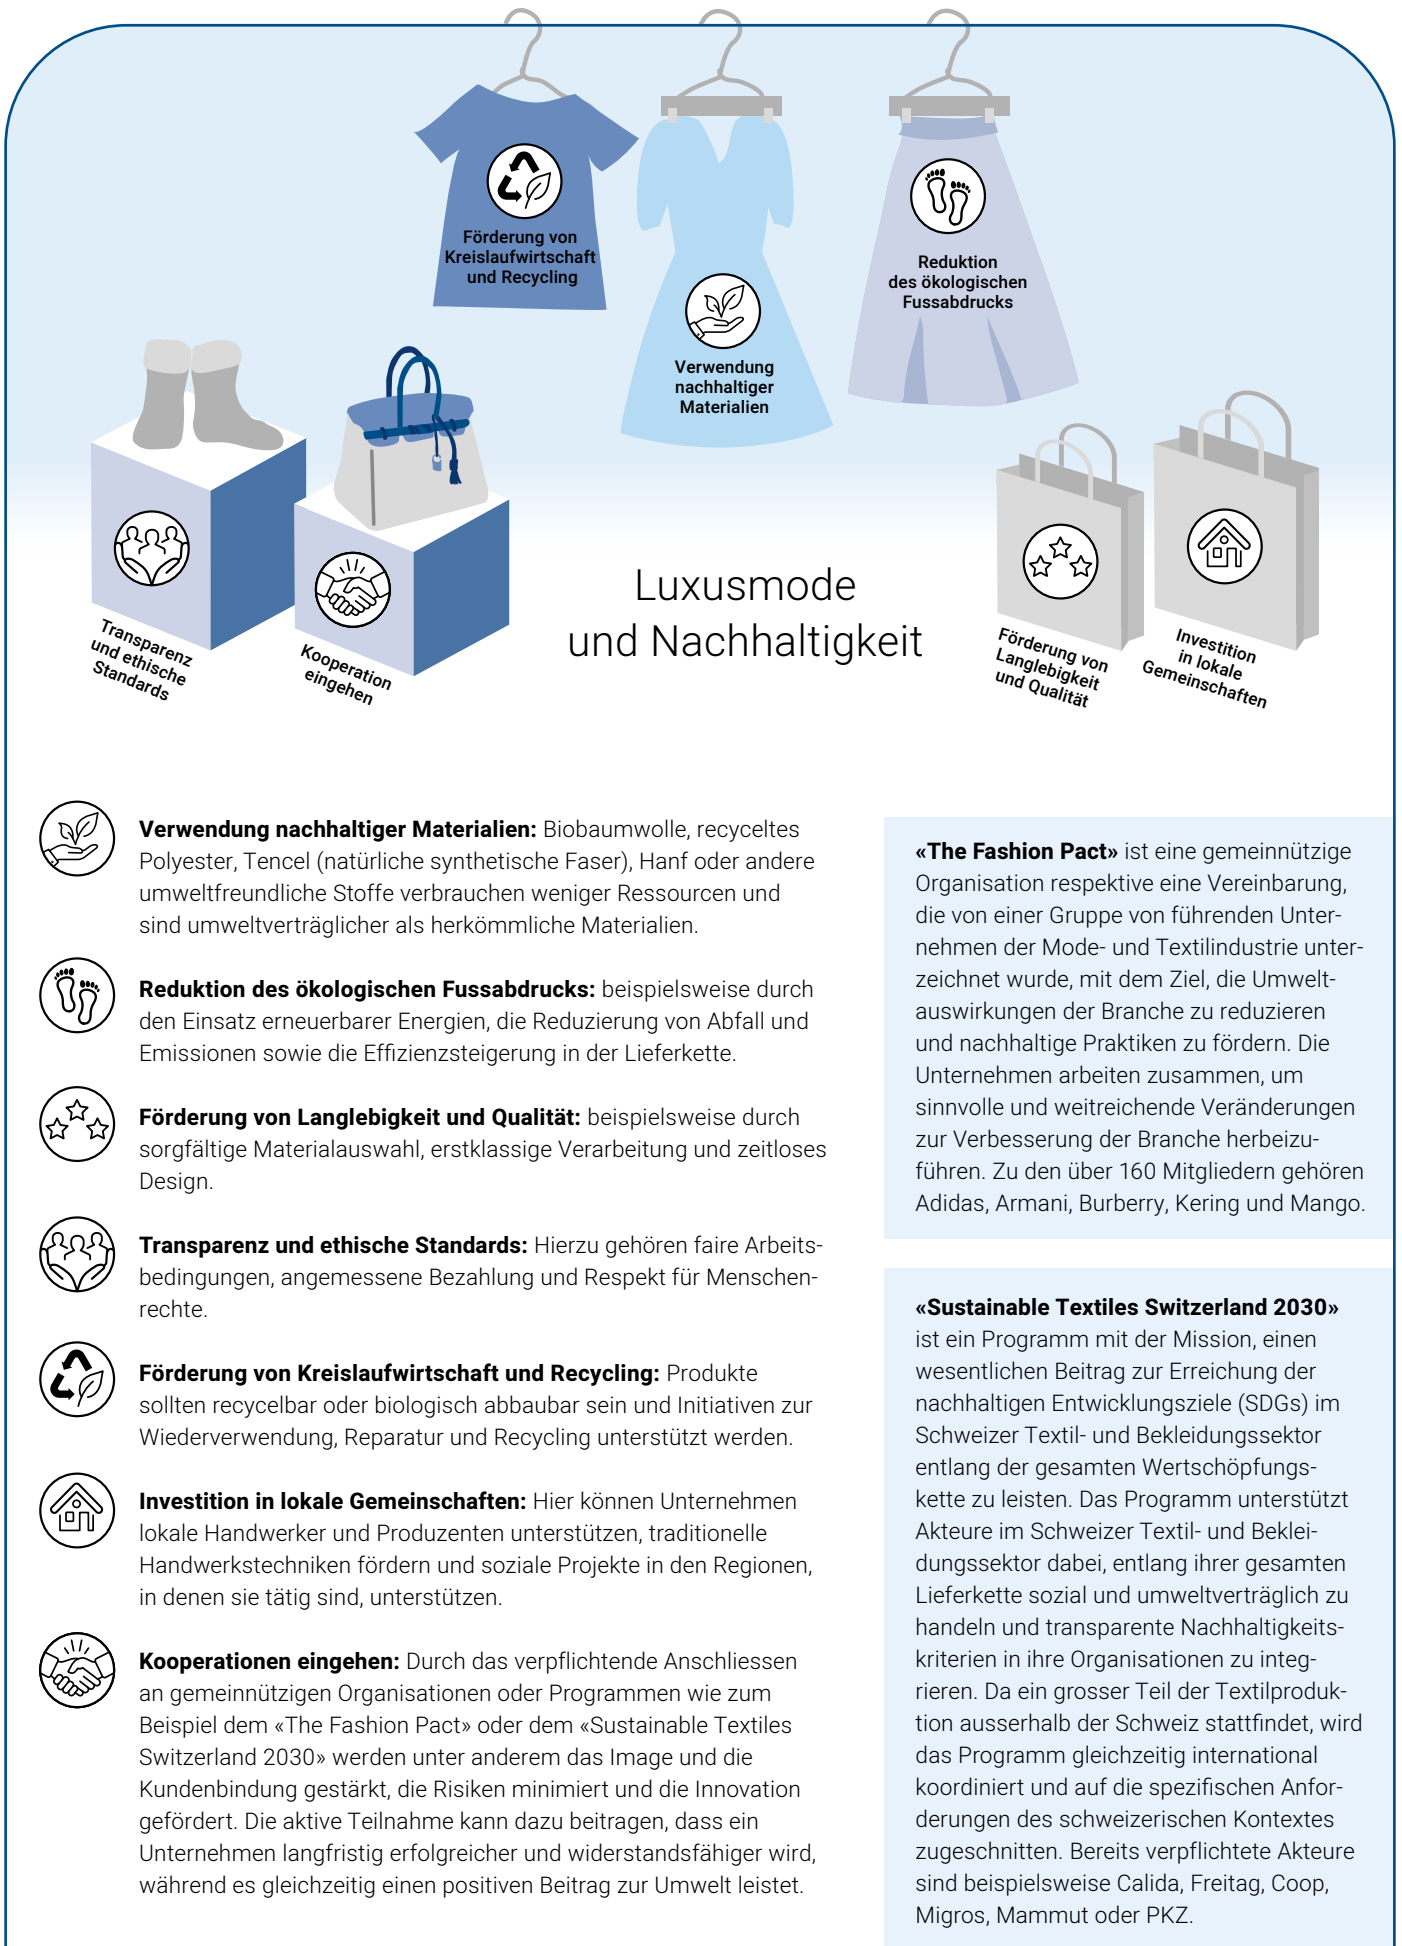 Förderung von
Kreislaufwirtschaft
und Recycling
Verwendung
nachhaltiger
Materialien
Reduktion
des ökologischen
Fussabdrucks
Transparenz
und ethische
Standards
Kooperation
eingehen
Luxusmode
und Nachhaltigkeit
Förderung von
Langlebigkeit
und Qualität
Investition
in lokale
Gemeinschaften
Verwendung nachhaltiger Materialien: Biobaumwolle, recyceltes
Polyester, Tencel (natürliche synthetische Faser), Hanf oder andere
umweltfreundliche Stoffe verbrauchen weniger Ressourcen und
sind umweltverträglicher als herkömmliche Materialien.
Reduktion des ökologischen Fussabdrucks: beispielsweise durch
den Einsatz erneuerbarer Energien, die Reduzierung von Abfall und
Emissionen sowie die Effizienzsteigerung in der Lieferkette.
Förderung von Langlebigkeit und Qualität: beispielsweise durch
sorgfältige Materialauswahl, erstklassige Verarbeitung und zeitloses
Design.
Transparenz und ethische Standards: Hierzu gehören faire Arbeits-
bedingungen, angemessene Bezahlung und Respekt für Menschen-
rechte.
Förderung von Kreislaufwirtschaft und Recycling: Produkte
sollten recycelbar oder biologisch abbaubar sein und Initiativen zur
Wiederverwendung, Reparatur und Recycling unterstützt werden.
Investition in lokale Gemeinschaften: Hier können Unternehmen
lokale Handwerker und Produzenten unterstützen, traditionelle
Handwerkstechniken fördern und soziale Projekte in den Regionen,
in denen sie tätig sind, unterstützen.
Kooperationen eingehen: Durch das verpflichtende Anschliessen
an gemeinnützigen Organisationen oder Programmen wie zum
Beispiel dem «The Fashion Pact» oder dem «Sustainable Textiles
Switzerland 2030» werden unter anderem das Image und die
Kundenbindung gestärkt, die Risiken minimiert und die Innovation
gefördert. Die aktive Teilnahme kann dazu beitragen, dass ein
Unternehmen langfristig erfolgreicher und widerstandsfähiger wird,
während es gleichzeitig einen positiven Beitrag zur Umwelt leistet.
«The Fashion Pact» ist eine gemeinnützige
Organisation respektive eine Vereinbarung,
die von einer Gruppe von führenden Unter-
nehmen der Mode- und Textilindustrie unter-
zeichnet wurde, mit dem Ziel, die Umwelt-
auswirkungen der Branche zu reduzieren
und nachhaltige Praktiken zu fördern. Die
Unternehmen arbeiten zusammen, um
sinnvolle und weitreichende Veränderungen
zur Verbesserung der Branche herbeizu-
führen. Zu den über 160 Mitgliedern gehören
Adidas, Armani, Burberry, Kering und Mango.
«Sustainable Textiles Switzerland 2030»
ist ein Programm mit der Mission, einen
wesentlichen Beitrag zur Erreichung der
nachhaltigen Entwicklungsziele (SDGs) im
Schweizer Textil- und Bekleidungssektor
entlang der gesamten Wertschöpfungs-
kette zu leisten. Das Programm unterstützt
Akteure im Schweizer Textil- und Beklei-
dungssektor dabei, entlang ihrer gesamten
Lieferkette sozial und umweltverträglich zu
handeln und transparente Nachhaltigkeits-
kriterien in ihre Organisationen zu integ-
rieren. Da ein grosser Teil der Textilproduk-
tion ausserhalb der Schweiz stattfindet, wird
das Programm gleichzeitig international
koordiniert und auf die spezifischen Anfor-
derungen des schweizerischen Kontextes
zugeschnitten. Bereits verpflichtete Akteure
sind beispielsweise Calida, Freitag, Coop,
Migros, Mammut oder PKZ.